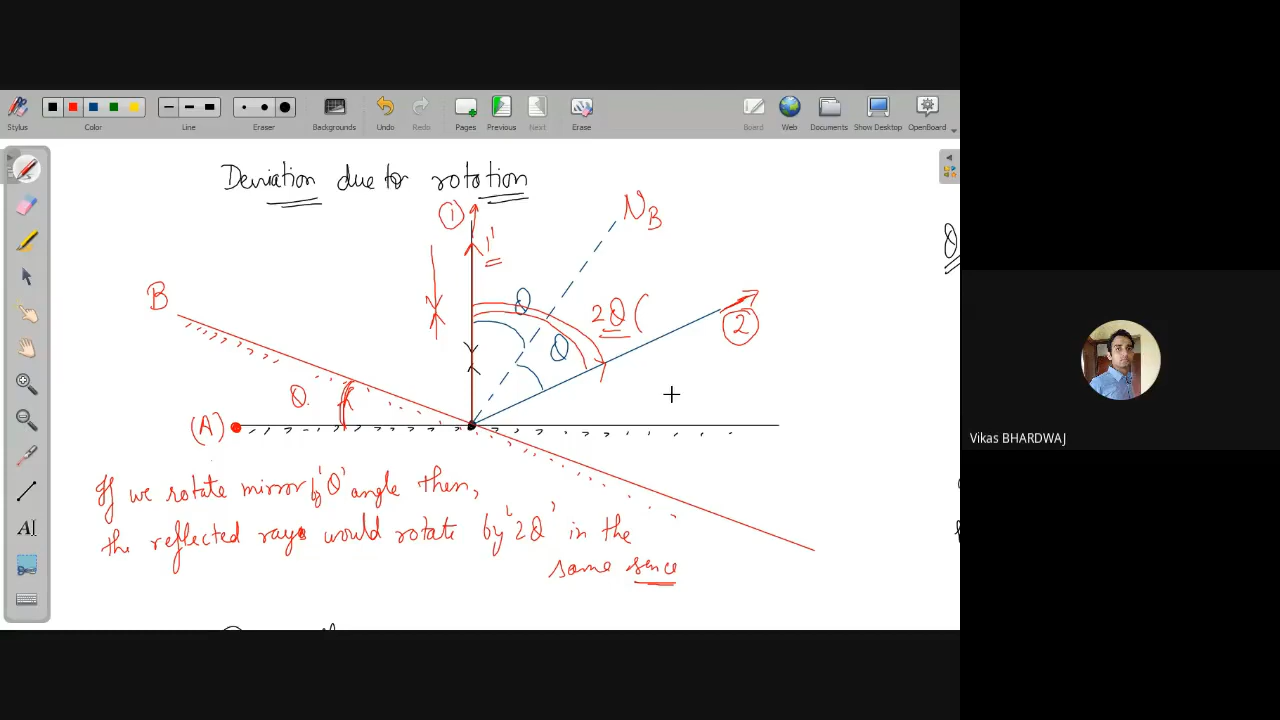 Stylus
Color
Line
Eraser
Backgrounds
Undo
Redo
Pages
Previous
Next
Erase
Board
Web
Documents
Show Desktop
OpenBoard
Deviation due to rotation
1
1'
N_B
B
θ
2θ
2
θ
θ
(A)
If we rotate mirror by 'θ' angle then,
the reflected ray would rotate by '2θ' in the
same sence
Vikas BHARDWAJ